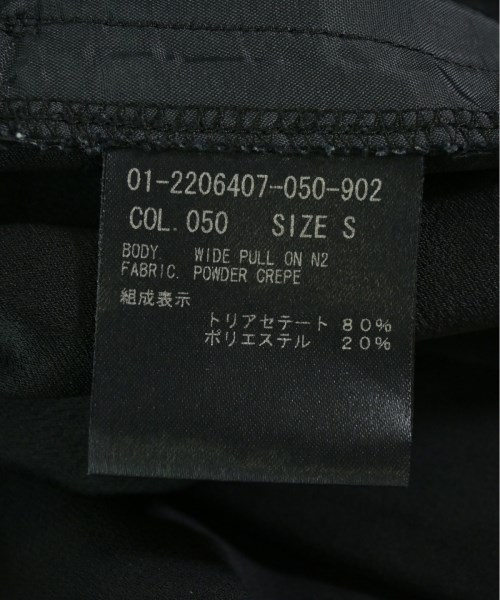 01-2206407-050-902
COL. 050 SIZE S
BODY. WIDE PULL ON N2
FABRIC. POWDER CREPE
組成表示
トリアセテート 80%
ポリエステル 20%